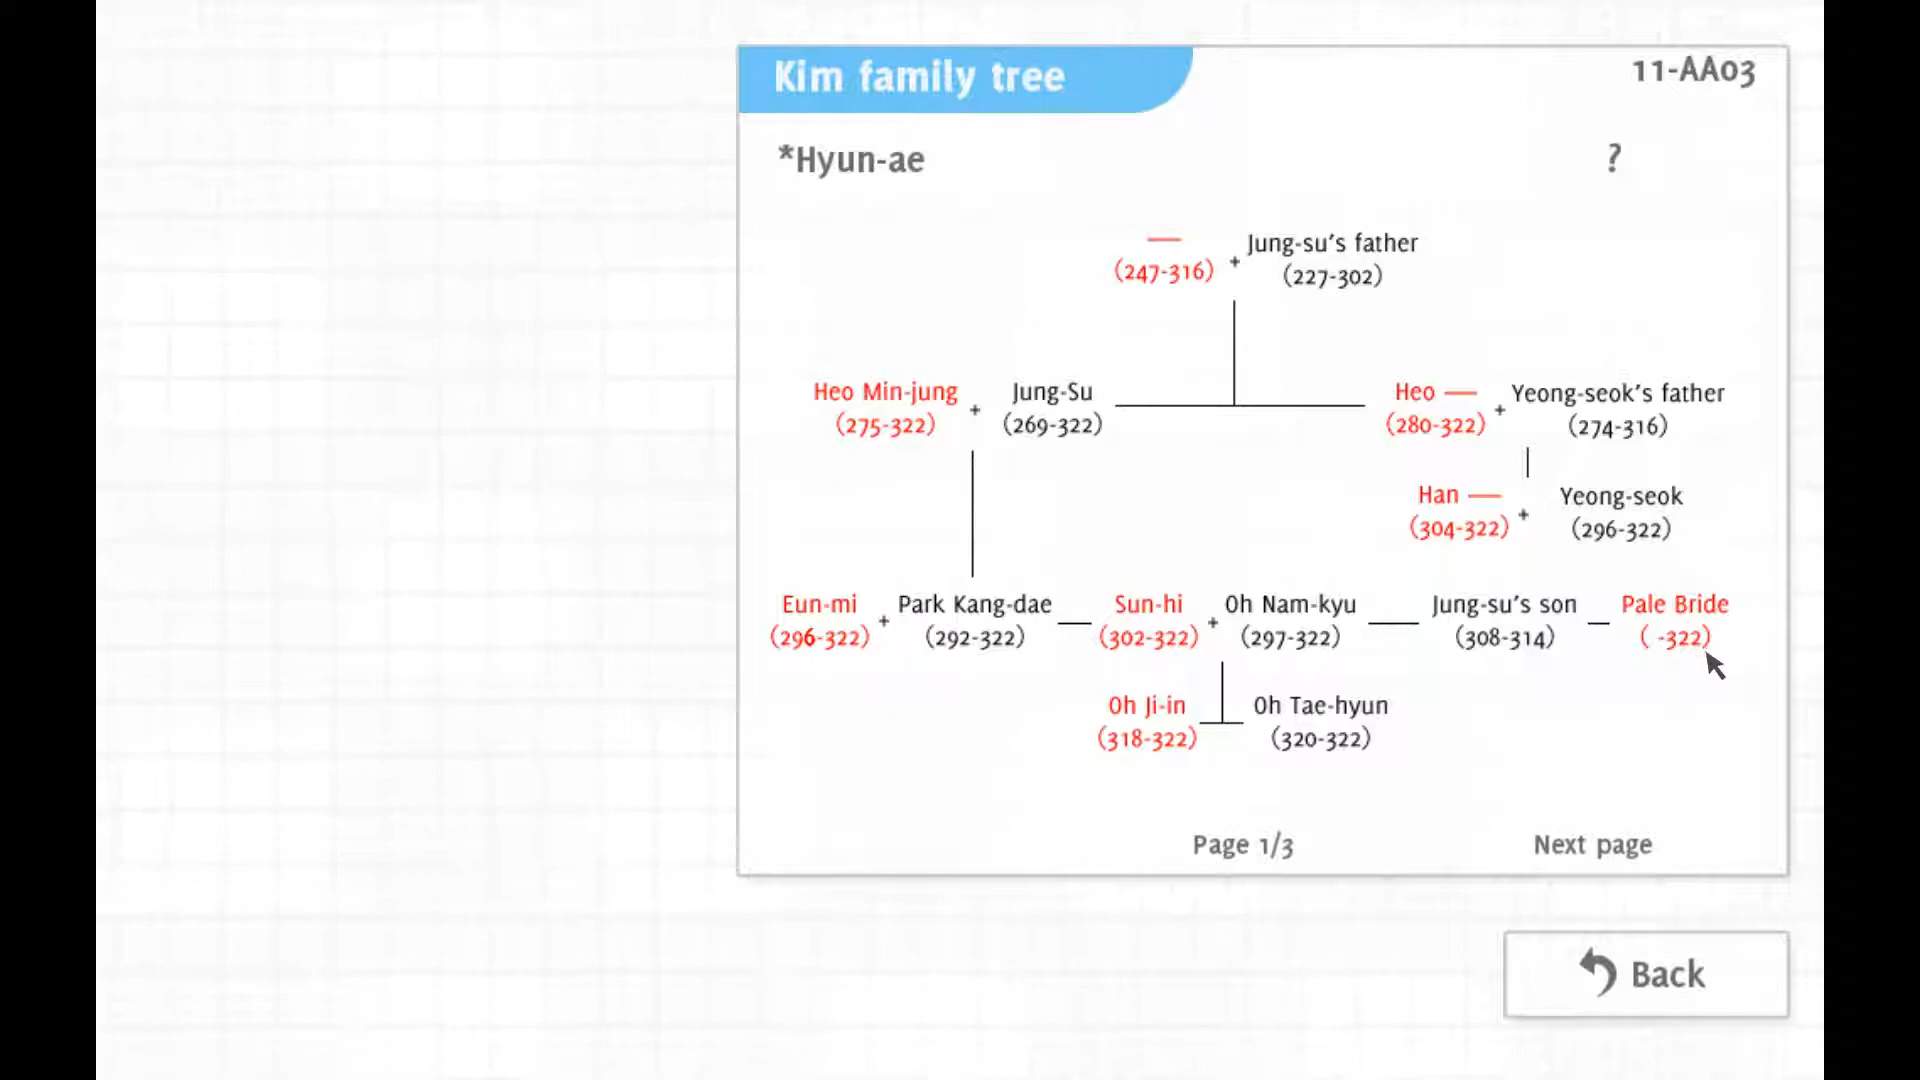 Kim family tree
11-AA03
*Hyun-ae
?
— + Jung-su's father
(247-316) (227-302)
Heo Min-jung + Jung-Su Heo — + Yeong-seok's father
(275-322) (269-322) (280-322) (274-316)
Han — + Yeong-seok
(304-322) (296-322)
Eun-mi + Park Kang-dae Sun-hi + Oh Nam-kyu Jung-su's son Pale Bride
(296-322) (292-322) (302-322) (297-322) (308-314) ( -322)
Oh Ji-in Oh Tae-hyun
(318-322) (320-322)
Page 1/3 Next page
Back